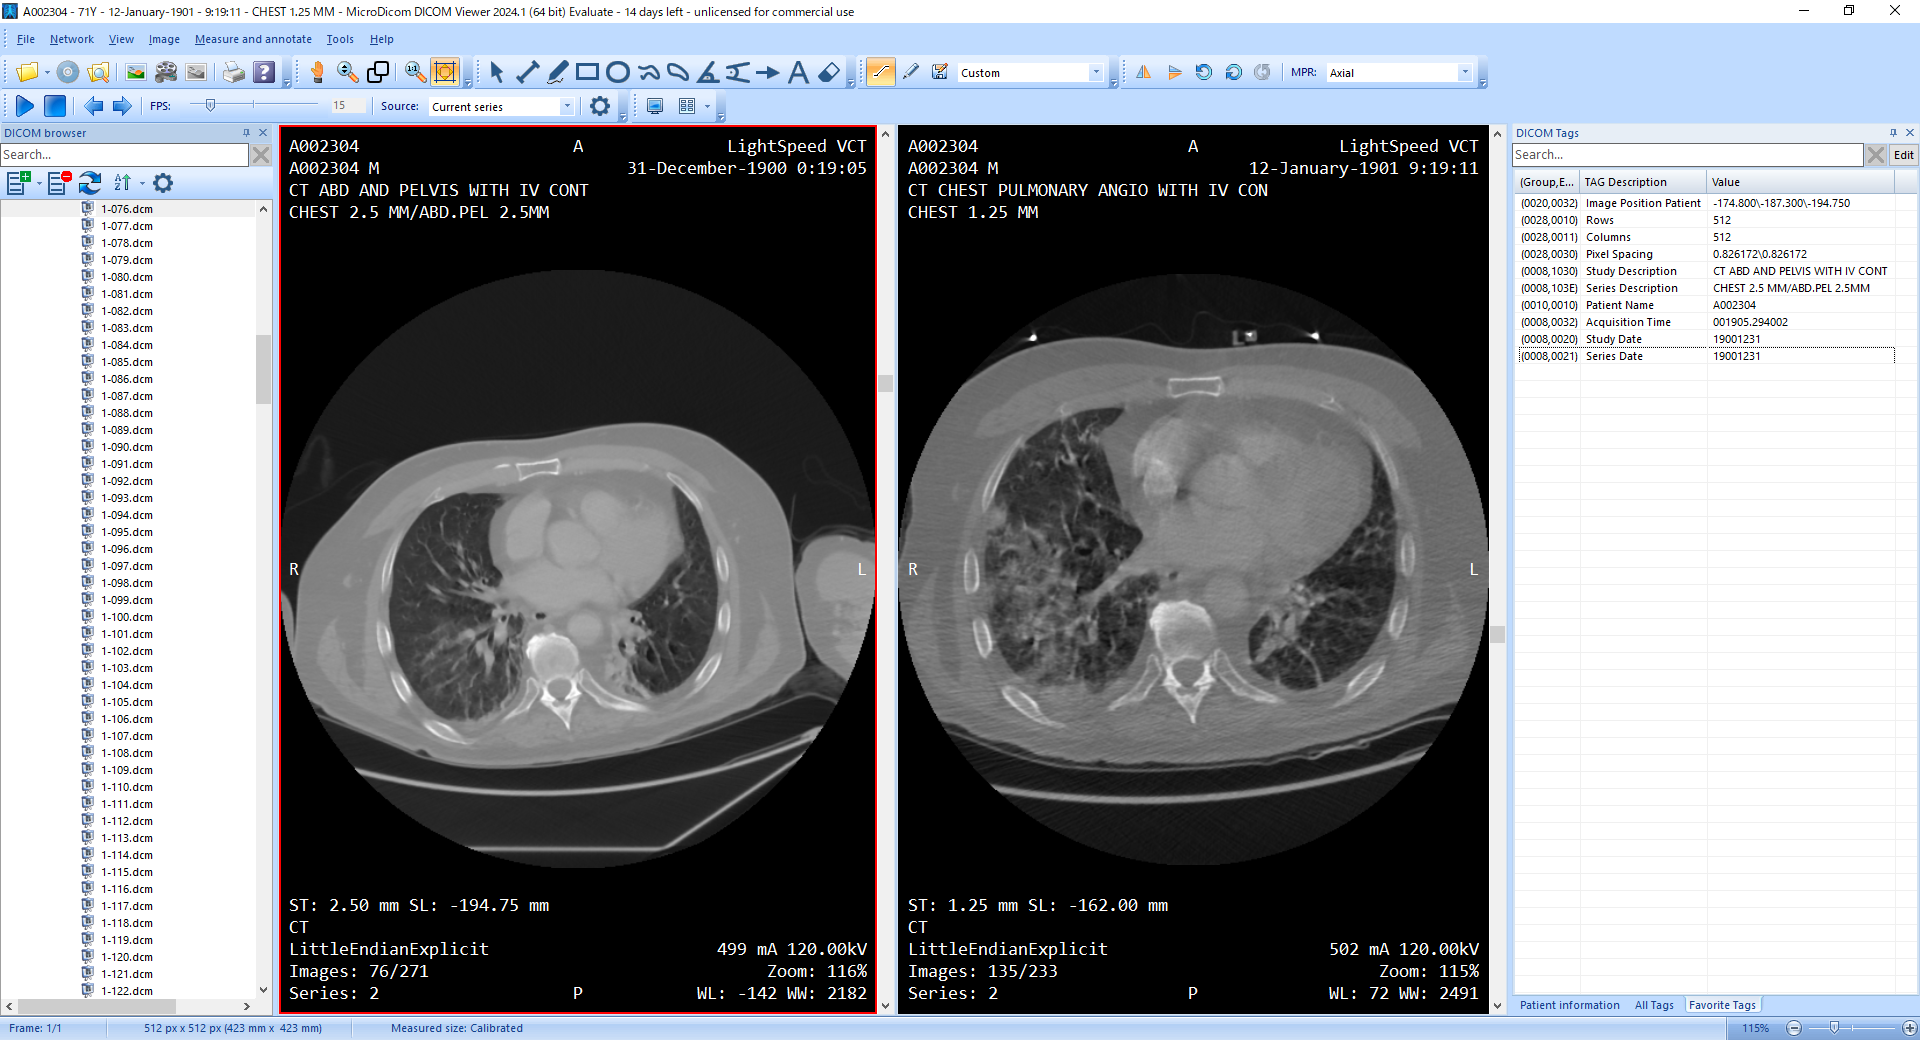 A002304 - 71Y - 12-January-1901 - 9:19:11 - CHEST 1.25 MM - MicroDicom DICOM Viewer 2024.1 (64 bit) Evaluate - 14 days left - unlicensed for commercial use
File Network View Image Measure and annotate Tools Help
1:1 Custom MPR: Axial
FPS: 15 Source: Current series
DICOM browser
Search...
1-076.dcm
1-077.dcm
1-078.dcm
1-079.dcm
1-080.dcm
1-081.dcm
1-082.dcm
1-083.dcm
1-084.dcm
1-085.dcm
1-086.dcm
1-087.dcm
1-088.dcm
1-089.dcm
1-090.dcm
1-091.dcm
1-092.dcm
1-093.dcm
1-094.dcm
1-095.dcm
1-096.dcm
1-097.dcm
1-098.dcm
1-099.dcm
1-100.dcm
1-101.dcm
1-102.dcm
1-103.dcm
1-104.dcm
1-105.dcm
1-106.dcm
1-107.dcm
1-108.dcm
1-109.dcm
1-110.dcm
1-111.dcm
1-112.dcm
1-113.dcm
1-114.dcm
1-115.dcm
1-116.dcm
1-117.dcm
1-118.dcm
1-119.dcm
1-120.dcm
1-121.dcm
1-122.dcm
A002304 A LightSpeed VCT
A002304 M 31-December-1900 0:19:05
CT ABD AND PELVIS WITH IV CONT
CHEST 2.5 MM/ABD.PEL 2.5MM
R L
ST: 2.50 mm SL: -194.75 mm
CT
LittleEndianExplicit 499 mA 120.00kV
Images: 76/271 Zoom: 116%
Series: 2 P WL: -142 WW: 2182
A002304 A LightSpeed VCT
A002304 M 12-January-1901 9:19:11
CT CHEST PULMONARY ANGIO WITH IV CON
CHEST 1.25 MM
R L
ST: 1.25 mm SL: -162.00 mm
CT
LittleEndianExplicit 502 mA 120.00kV
Images: 135/233 Zoom: 115%
Series: 2 P WL: 72 WW: 2491
DICOM Tags
Search... Edit
(Group,E... TAG Description Value
(0020,0032) Image Position Patient -174.800\-187.300\-194.750
(0028,0010) Rows 512
(0028,0011) Columns 512
(0028,0030) Pixel Spacing 0.826172\0.826172
(0008,1030) Study Description CT ABD AND PELVIS WITH IV CONT
(0008,103E) Series Description CHEST 2.5 MM/ABD.PEL 2.5MM
(0010,0010) Patient Name A002304
(0008,0032) Acquisition Time 001905.294002
(0008,0020) Study Date 19001231
(0008,0021) Series Date 19001231
Patient information All Tags Favorite Tags
Frame: 1/1 512 px x 512 px (423 mm x 423 mm) Measured size: Calibrated 115%